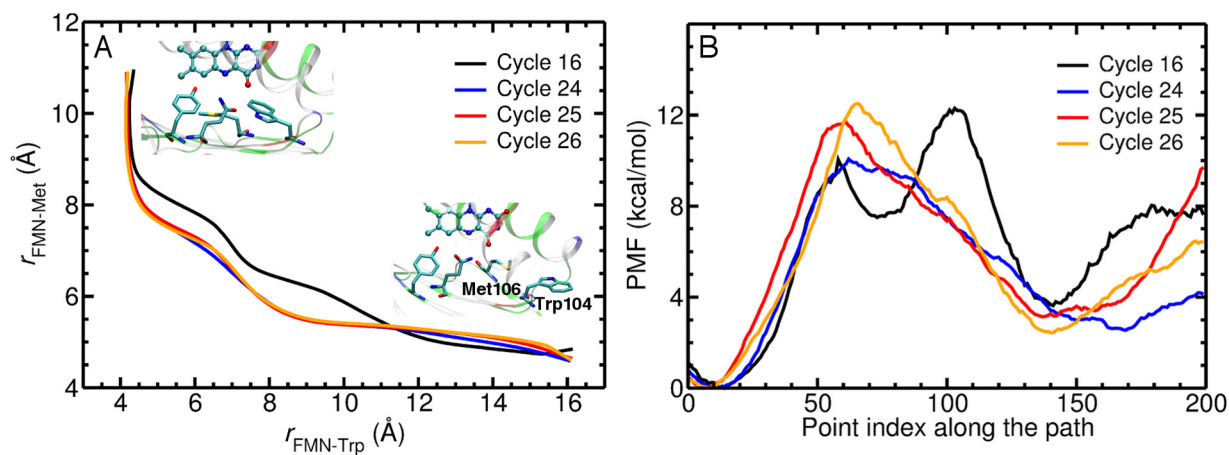 A
Cycle 16
Cycle 24
Cycle 25
Cycle 26
Met106
Trp104
12
10
8
6
4
4 6 8 10 12 14 16
rFMN-Met (Å)
rFMN-Trp (Å)
B
Cycle 16
Cycle 24
Cycle 25
Cycle 26
12
8
4
0
0 50 100 150 200
PMF (kcal/mol)
Point index along the path